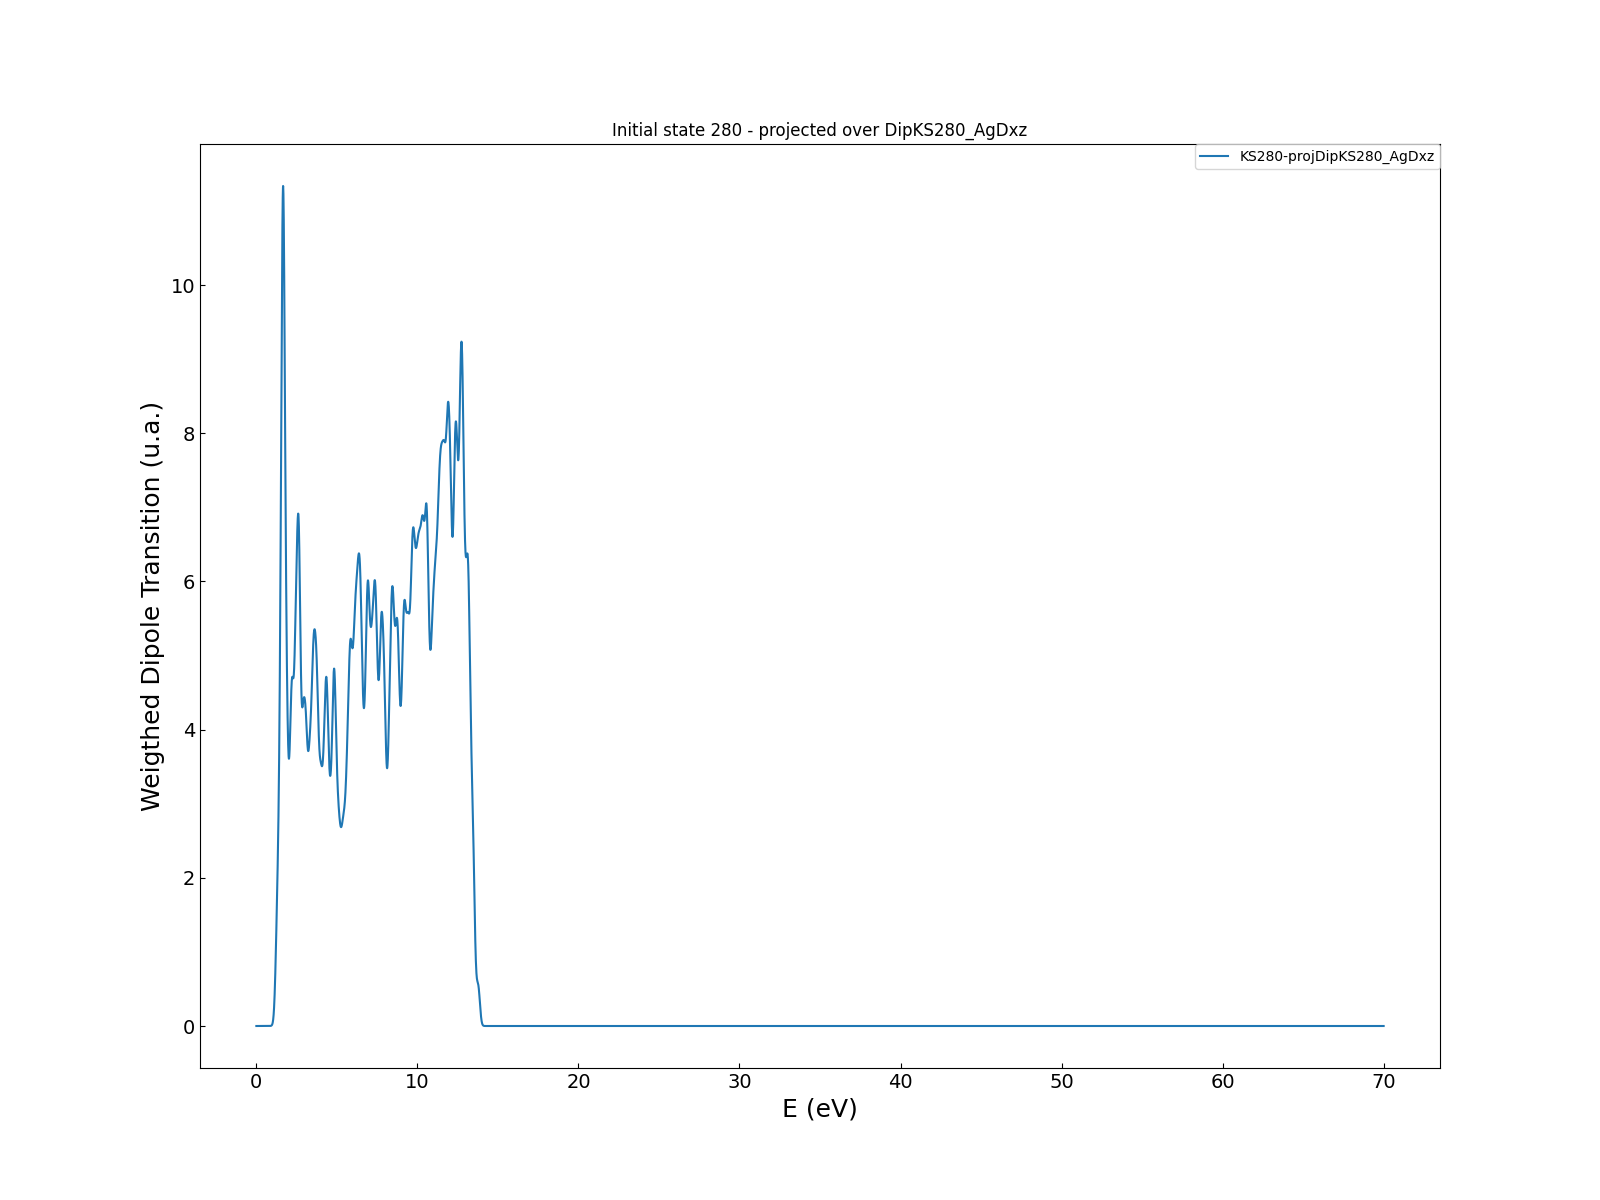 Initial state 280 - projected over DipKS280_AgDxz
KS280-projDipKS280_AgDxz
Weigthed Dipole Transition (u.a.)
10
8
6
4
2
0
0 10 20 30 40 50 60 70
E (eV)